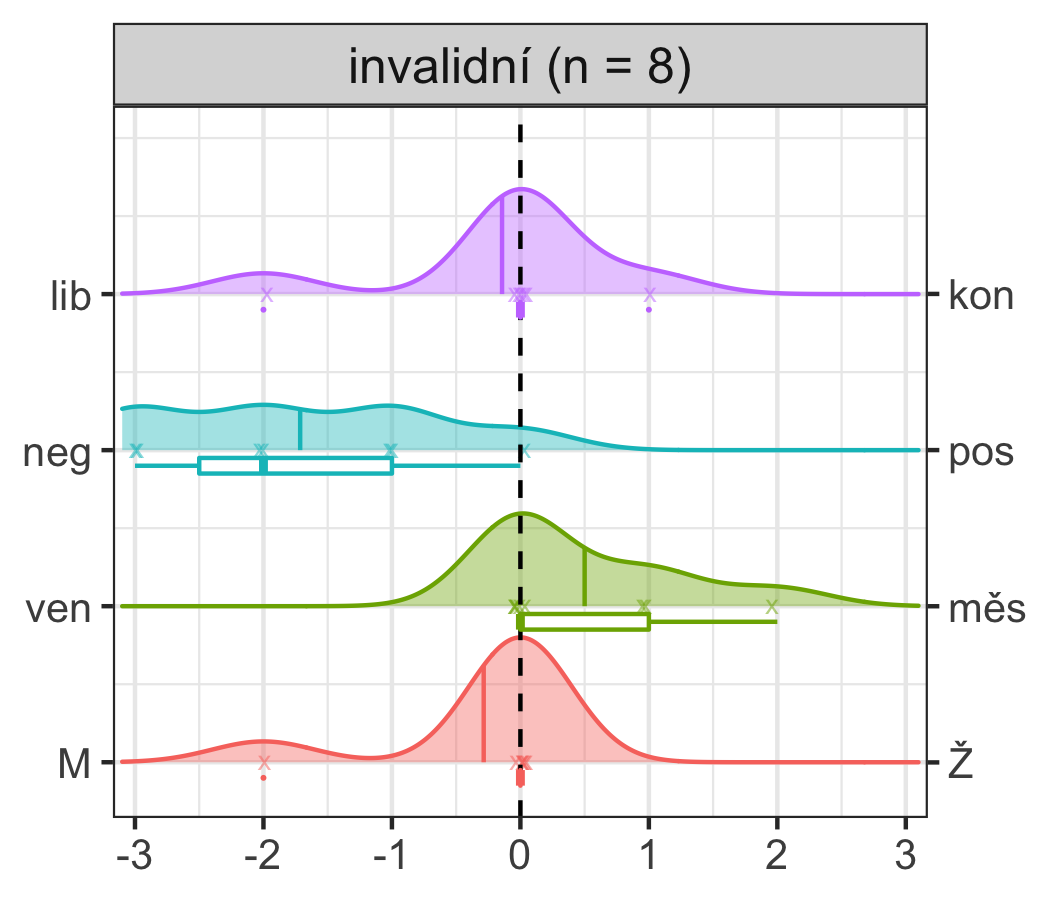 invalidní (n = 8)
lib kon
neg pos
ven měs
M Ž
-3 -2 -1 0 1 2 3